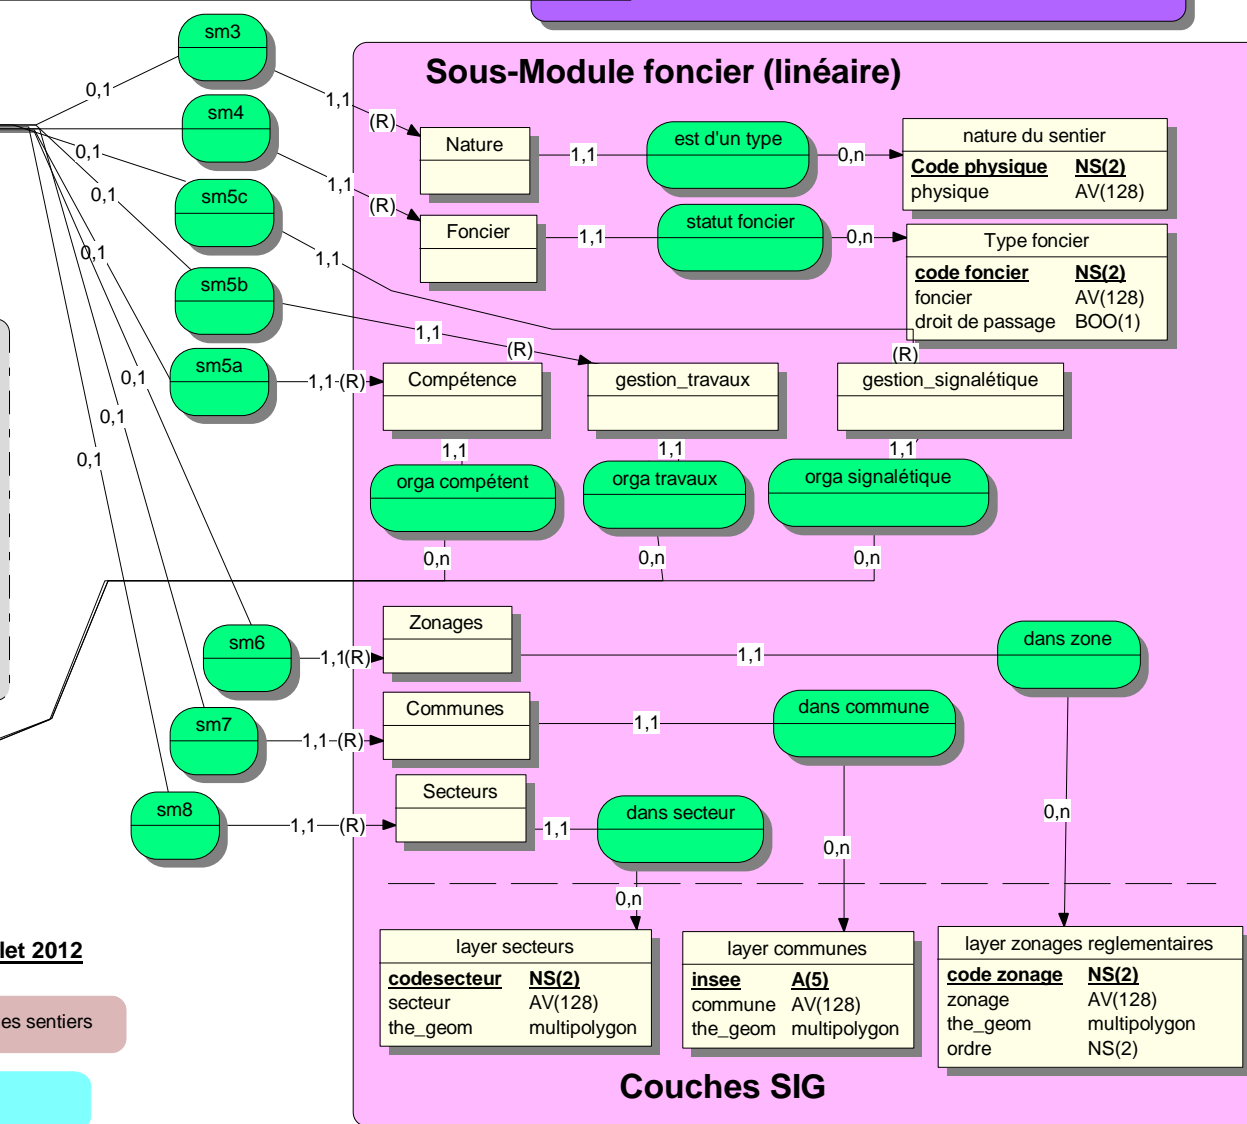 sm3
Sous-Module foncier (linéaire)
0,1
1,1
(R)
sm4
Nature
1,1
est d'un type
0,n
nature du sentier
Code physique NS(2)
physique AV(128)
0,1
1,1
(R)
sm5c
Foncier
1,1
statut foncier
0,n
Type foncier
code foncier NS(2)
foncier AV(128)
droit de passage BOO(1)
0,1
0,1
1,1
sm5b
1,1
(R)
(R)
sm5a
1,1
(R)
Compétence
gestion_travaux
gestion_signalétique
0,1
0,1
0,1
1,1
1,1
1,1
orga compétent
orga travaux
orga signalétique
0,n
0,n
0,n
Zonages
sm6
1,1
(R)
1,1
dans zone
Communes
sm7
1,1
(R)
1,1
dans commune
Secteurs
sm8
1,1
(R)
1,1
dans secteur
0,n
0,n
0,n
let 2012
layer secteurs
codesecteur NS(2)
secteur AV(128)
the_geom multipolygon
layer communes
insee A(5)
commune AV(128)
the_geom multipolygon
layer zonages reglementaires
code zonage NS(2)
zonage AV(128)
the_geom multipolygon
ordre NS(2)
es sentiers
Couches SIG